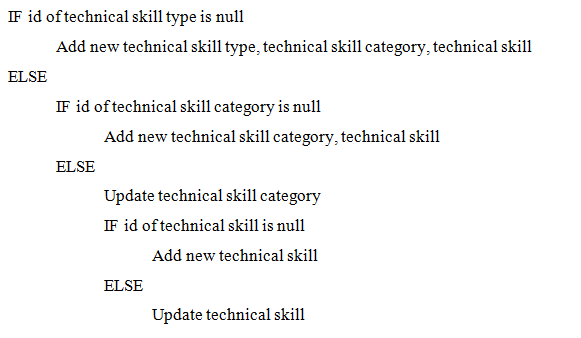 IF id of technical skill type is null
Add new technical skill type, technical skill category, technical skill
ELSE
IF id of technical skill category is null
Add new technical skill category, technical skill
ELSE
Update technical skill category
IF id of technical skill is null
Add new technical skill
ELSE
Update technical skill